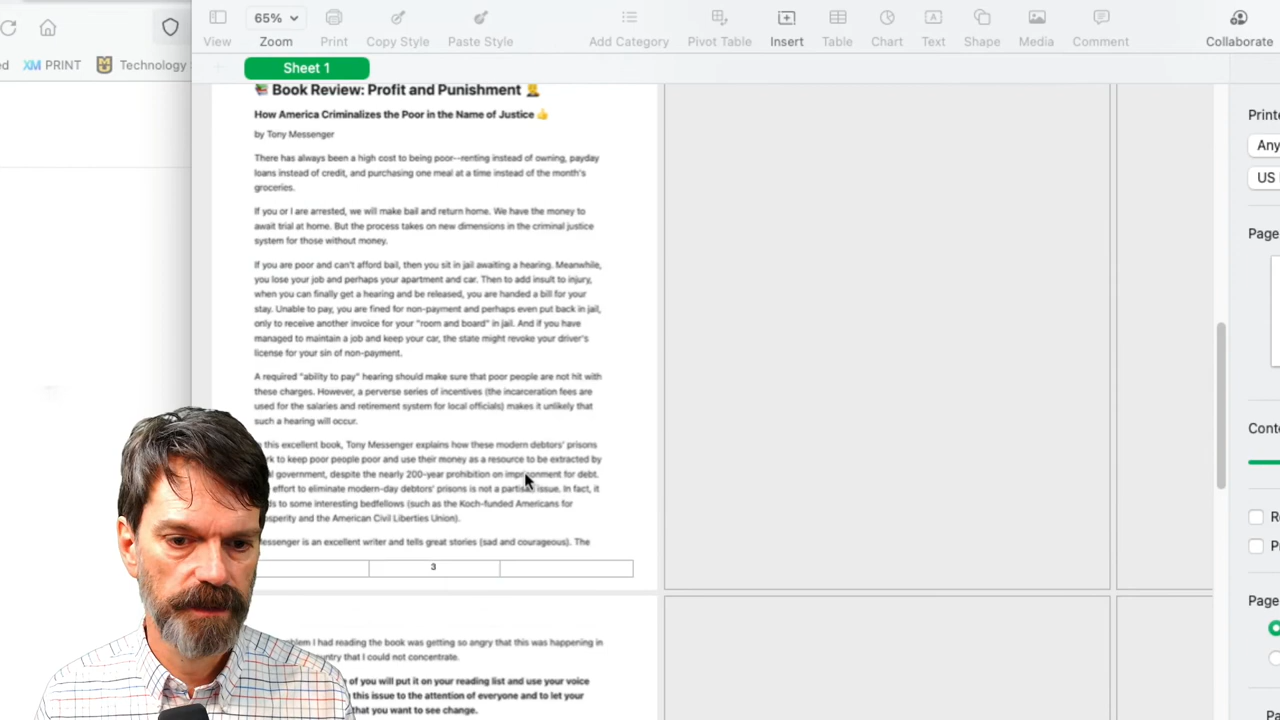 65%
View
Zoom
Print
Copy Style
Paste Style
Add Category
Pivot Table
Insert
Table
Chart
Text
Shape
Media
Comment
Collaborate
ed
XM PRINT
Technology
Sheet 1
Book Review: Profit and Punishment
How America Criminalizes the Poor in the Name of Justice
by Tony Messenger
There has always been a high cost to being poor--renting instead of owning, payday
loans instead of credit, and purchasing one meal at a time instead of the month's
groceries.
If you or I are arrested, we will make bail and return home. We have the money to
await trial at home. But the process takes on new dimensions in the criminal justice
system for those without money.
If you are poor and can't afford bail, then you sit in jail awaiting a hearing. Meanwhile,
you lose your job and perhaps your apartment and car. Then to add insult to injury,
when you can finally get a hearing and be released, you are handed a bill for your
stay. Unable to pay, you are fined for non-payment and perhaps even put back in jail,
only to receive another invoice for your "room and board" in jail. And if you have
managed to maintain a job and keep your car, the state might revoke your driver's
license for your sin of non-payment.
A required "ability to pay" hearing should make sure that poor people are not hit with
these charges. However, a perverse series of incentives (the incarceration fees are
used for the salaries and retirement system for local officials) makes it unlikely that
such a hearing will occur.
this excellent book, Tony Messenger explains how these modern debtors' prisons
rk to keep poor people poor and use their money as a resource to be extracted by
government, despite the nearly 200-year prohibition on imprisonment for debt.
effort to eliminate modern-day debtors' prisons is not a partisan issue. In fact, it
ds to some interesting bedfellows (such as the Koch-funded Americans for
osperity and the American Civil Liberties Union).
essenger is an excellent writer and tells great stories (sad and courageous). The
3
oblem I had reading the book was getting so angry that this was happening in
untry that I could not concentrate.
of you will put it on your reading list and use your voice
this issue to the attention of everyone and to let your
that you want to see change.
Printe
Any
US
Page
Conte
R
P
Page
Pa